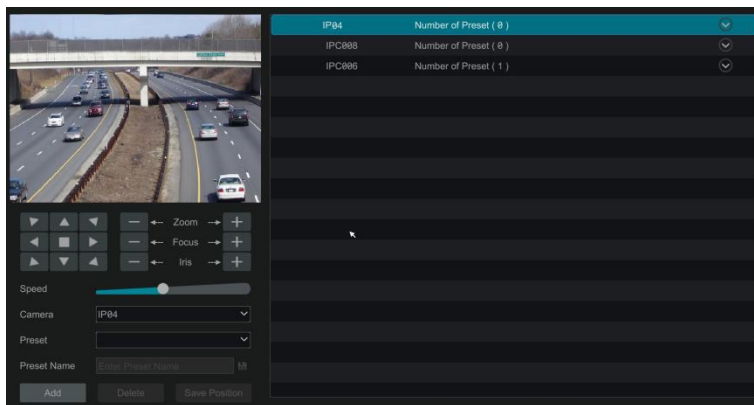 IP04 Number of Preset ( 0 )
IPC008 Number of Preset ( 0 )
IPC006 Number of Preset ( 1 )
Zoom
Focus
Iris
Speed
Camera IP04
Preset
Preset Name Enter Preset Name
Add Delete Save Position